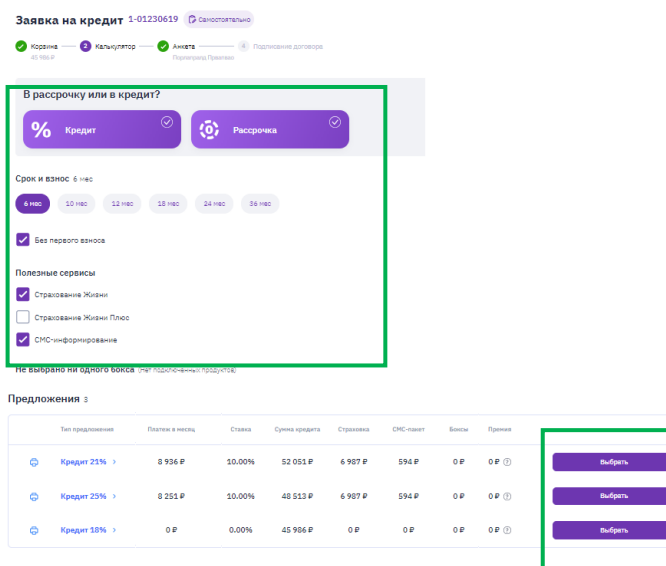 Заявка на кредит 1-01230619 Самостоятельно
Корзина 2 Калькулятор Анкета 4 Подписание договора
45 986 ₽
В рассрочку или в кредит?
% Кредит Рассрочка
Срок и взнос 6 мес
6 мес 10 мес 12 мес 18 мес 24 мес 36 мес
Без первого взноса
Полезные сервисы
Страхование Жизни
Страхование Жизни Плюс
СМС-информирование
Не выбрано ни одного бокса (Нет подключенных продуктов)
Предложения 3
Тип предложения Платеж в месяц Ставка Сумма кредита Страховка СМС-пакет Боксы Премия
Кредит 21% > 8 936 ₽ 10.00% 52 051 ₽ 6 987 ₽ 594 ₽ 0 ₽ 0 ₽ ? Выбрать
Кредит 25% > 8 251 ₽ 10.00% 48 513 ₽ 6 987 ₽ 594 ₽ 0 ₽ 0 ₽ ? Выбрать
Кредит 18% > 0 ₽ 0.00% 45 986 ₽ 0 ₽ 0 ₽ 0 ₽ 0 ₽ ? Выбрать